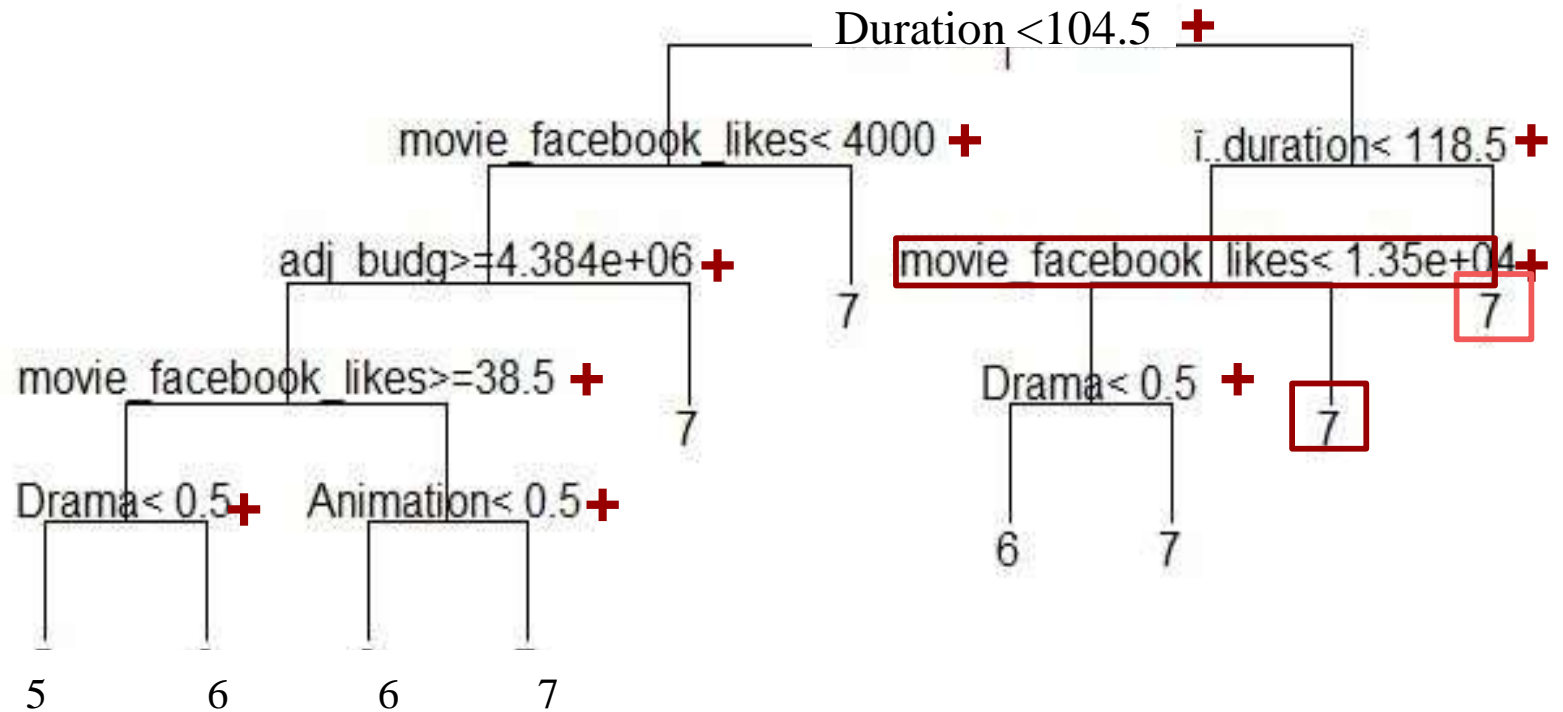 Duration <104.5
movie_facebook_likes< 4000
ï..duration< 118.5
adj_budg>=4.384e+06
movie_facebook_likes< 1.35e+04
7
7
movie_facebook_likes>=38.5
Drama< 0.5
7
7
Drama< 0.5
Animation< 0.5
6
7
5
6
6
7